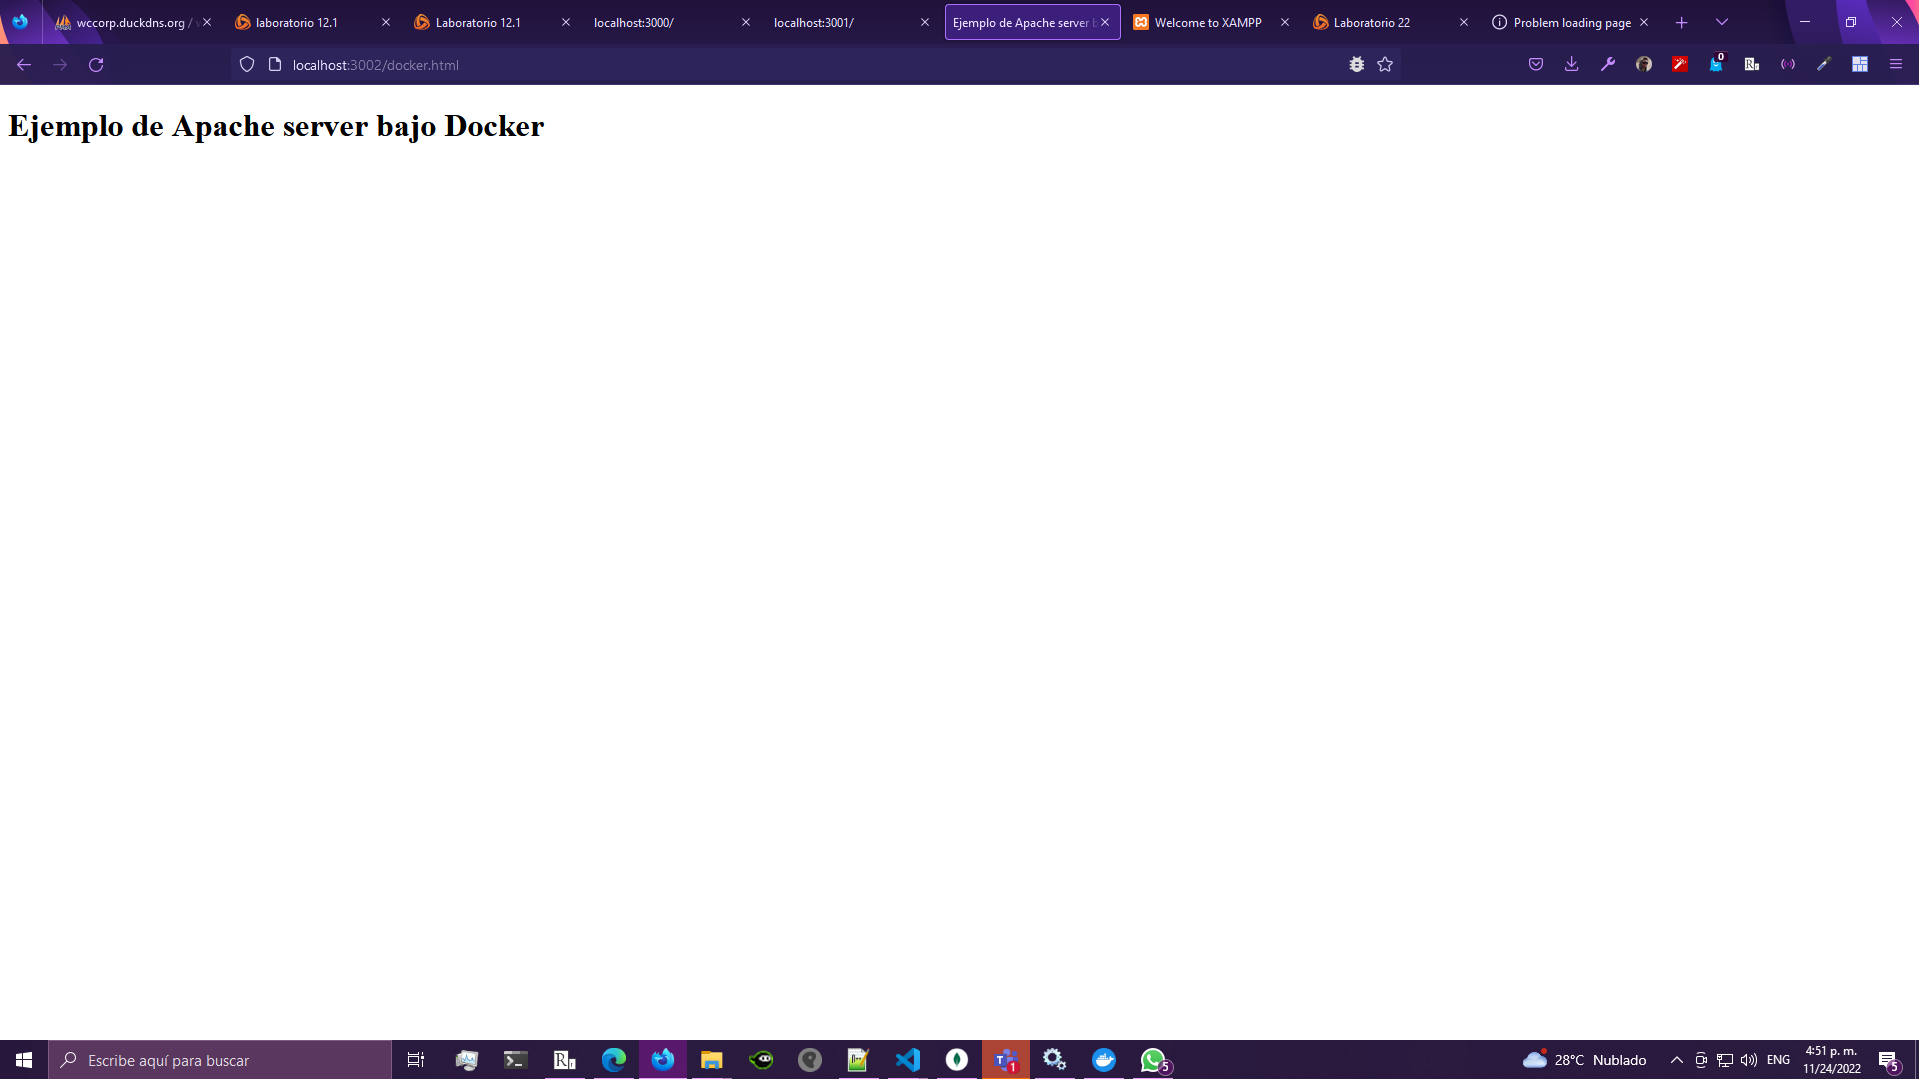 wccorp.duckdns.org /
laboratorio 12.1
Laboratorio 12.1
localhost:3000/
localhost:3001/
Ejemplo de Apache server b
Welcome to XAMPP
Laboratorio 22
Problem loading page
localhost:3002/docker.html
0
Ejemplo de Apache server bajo Docker
Escribe aquí para buscar
1
5
28°C Nublado
ENG
4:51 p. m.
11/24/2022
5